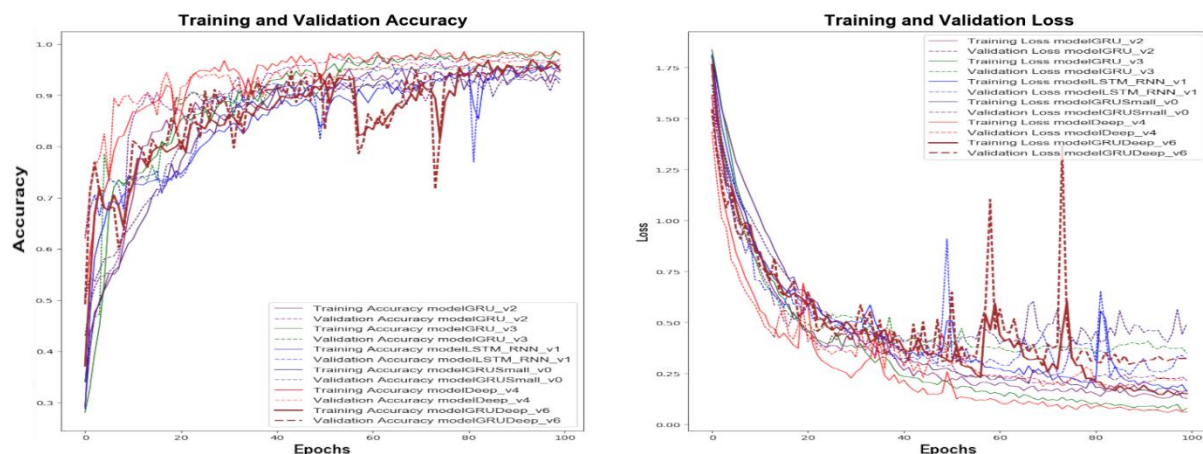 Training and Validation Accuracy
Accuracy
1.0
0.9
0.8
0.7
0.6
0.5
0.4
0.3
Training Accuracy modelGRU_v2
Validation Accuracy modelGRU_v2
Training Accuracy modelGRU_v3
Validation Accuracy modelGRU_v3
Training Accuracy modelLSTM_RNN_v1
Validation Accuracy modelLSTM_RNN_v1
Training Accuracy modelGRUSmall_v0
Validation Accuracy modelGRUSmall_v0
Training Accuracy modelDeep_v4
Validation Accuracy modelDeep_v4
Training Accuracy modelGRUDeep_v6
Validation Accuracy modelGRUDeep_v6
0 20 40 60 80 100
Epochs
Training and Validation Loss
Loss
1.75
1.50
1.25
1.00
0.75
0.50
0.25
0.00
Training Loss modelGRU_v2
Validation Loss modelGRU_v2
Training Loss modelGRU_v3
Validation Loss modelGRU_v3
Training Loss modelLSTM_RNN_v1
Validation Loss modelLSTM_RNN_v1
Training Loss modelGRUSmall_v0
Validation Loss modelGRUSmall_v0
Training Loss modelDeep_v4
Validation Loss modelDeep_v4
Training Loss modelGRUDeep_v6
Validation Loss modelGRUDeep_v6
0 20 40 60 80 100
Epochs